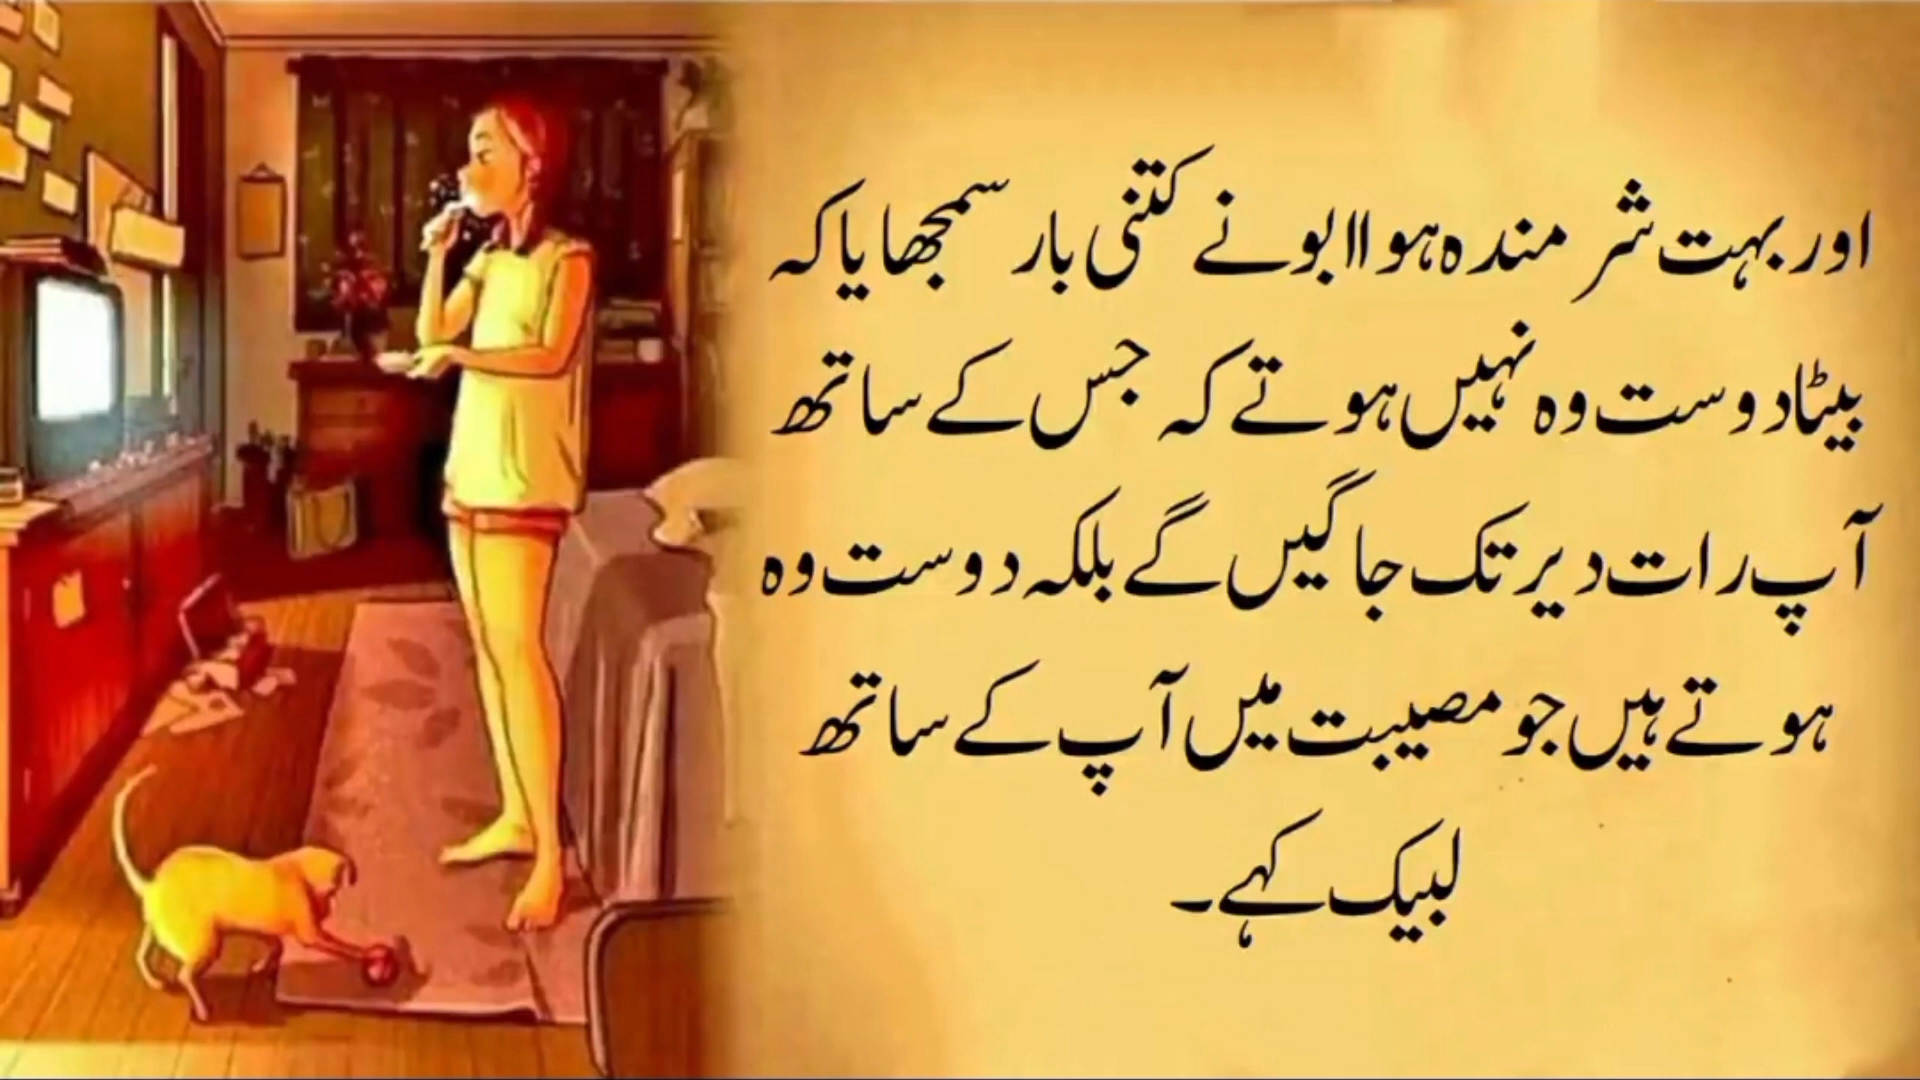 اور بہت شرمندہ ہوا ابو نے کتنی بار سمجھایا کہ
بیٹا دوست وہ نہیں ہوتے کہ جس کے ساتھ
آپ رات دیر تک جاگیں گے بلکہ دوست وہ
ہوتے ہیں جو مصیبت میں آپ کے ساتھ
لبیک کہے۔